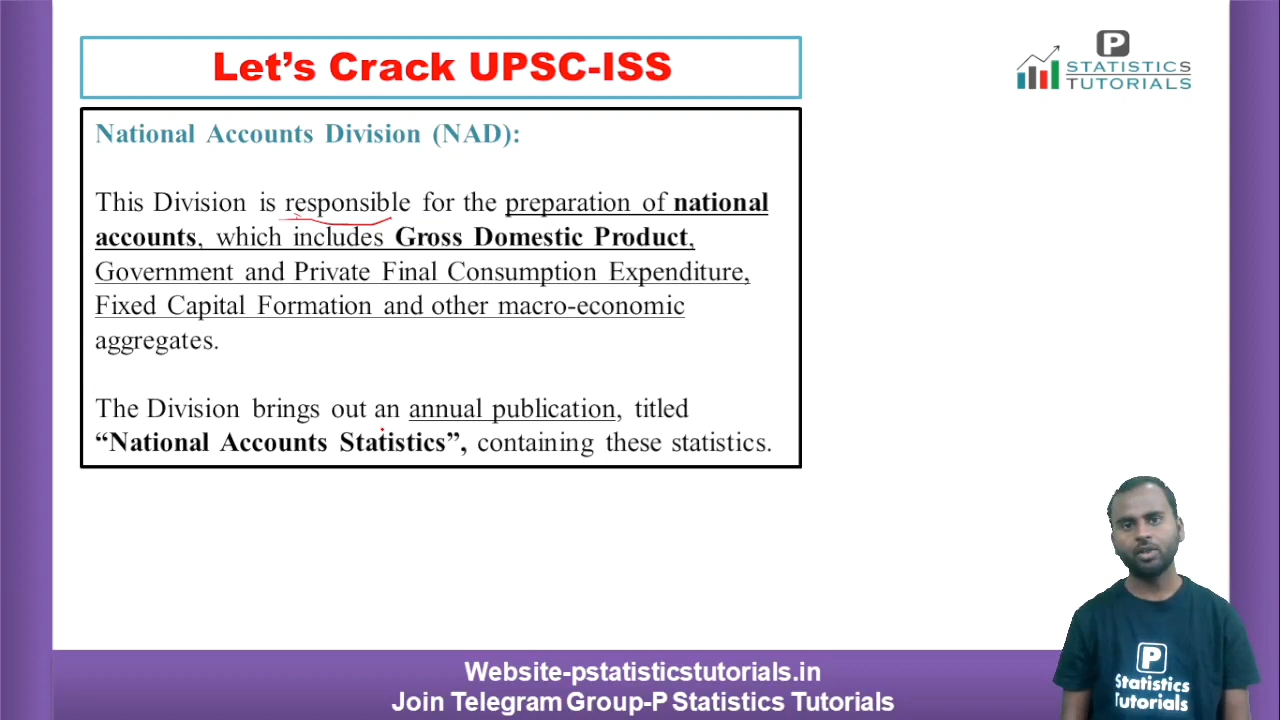 Let's Crack UPSC-ISS
P
STATISTICS
TUTORIALS
National Accounts Division (NAD):
This Division is responsible for the preparation of national
accounts, which includes Gross Domestic Product,
Government and Private Final Consumption Expenditure,
Fixed Capital Formation and other macro-economic
aggregates.
The Division brings out an annual publication, titled
“National Accounts Statistics”, containing these statistics.
P
Statistics
Tutorials
Website-pstatisticstutorials.in
Join Telegram Group-P Statistics Tutorials